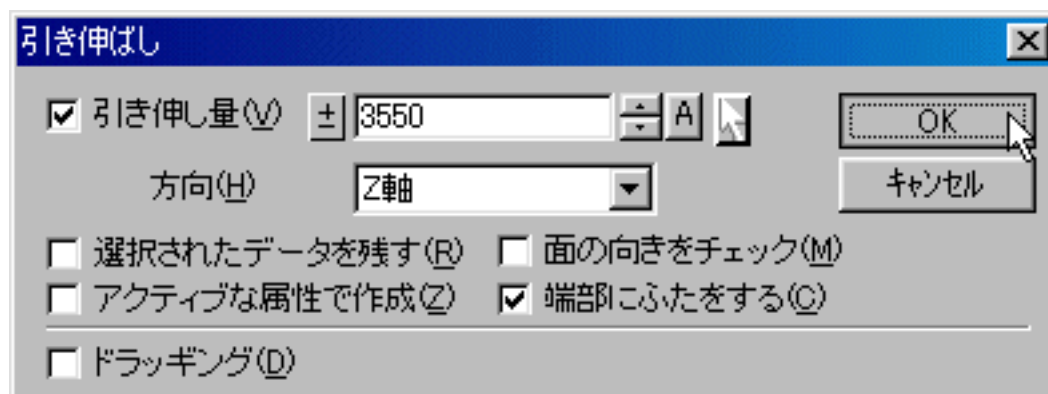 引き伸ばし
引き伸し量(V) ± 3550 A OK
方向(H) Z軸 キャンセル
選択されたデータを残す(R) 面の向きをチェック(M)
アクティブな属性で作成(Z) 端部にふたをする(C)
ドラッギング(D)